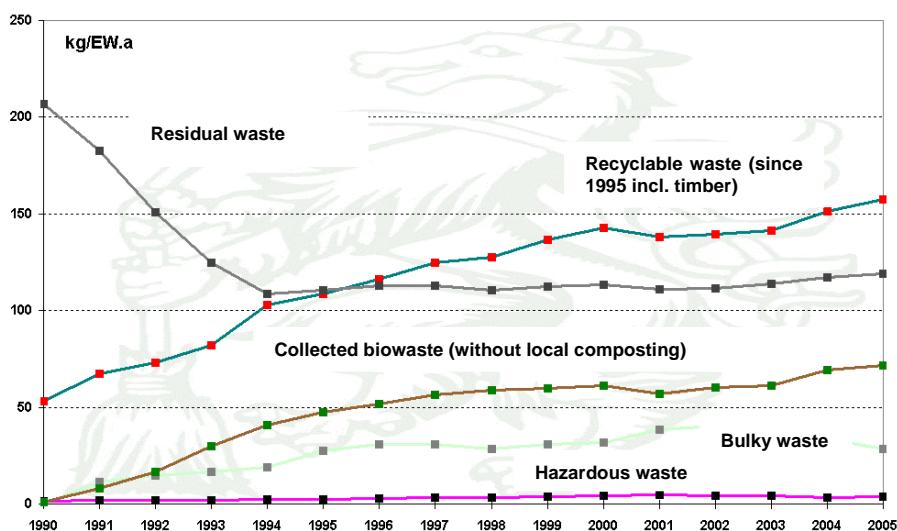 250
kg/EW.a
200
Residual waste
Recyclable waste (since
1995 incl. timber)
150
100
Collected biowaste (without local composting)
50
Bulky waste
Hazardous waste
0
1990 1991 1992 1993 1994 1995 1996 1997 1998 1999 2000 2001 2002 2003 2004 2005